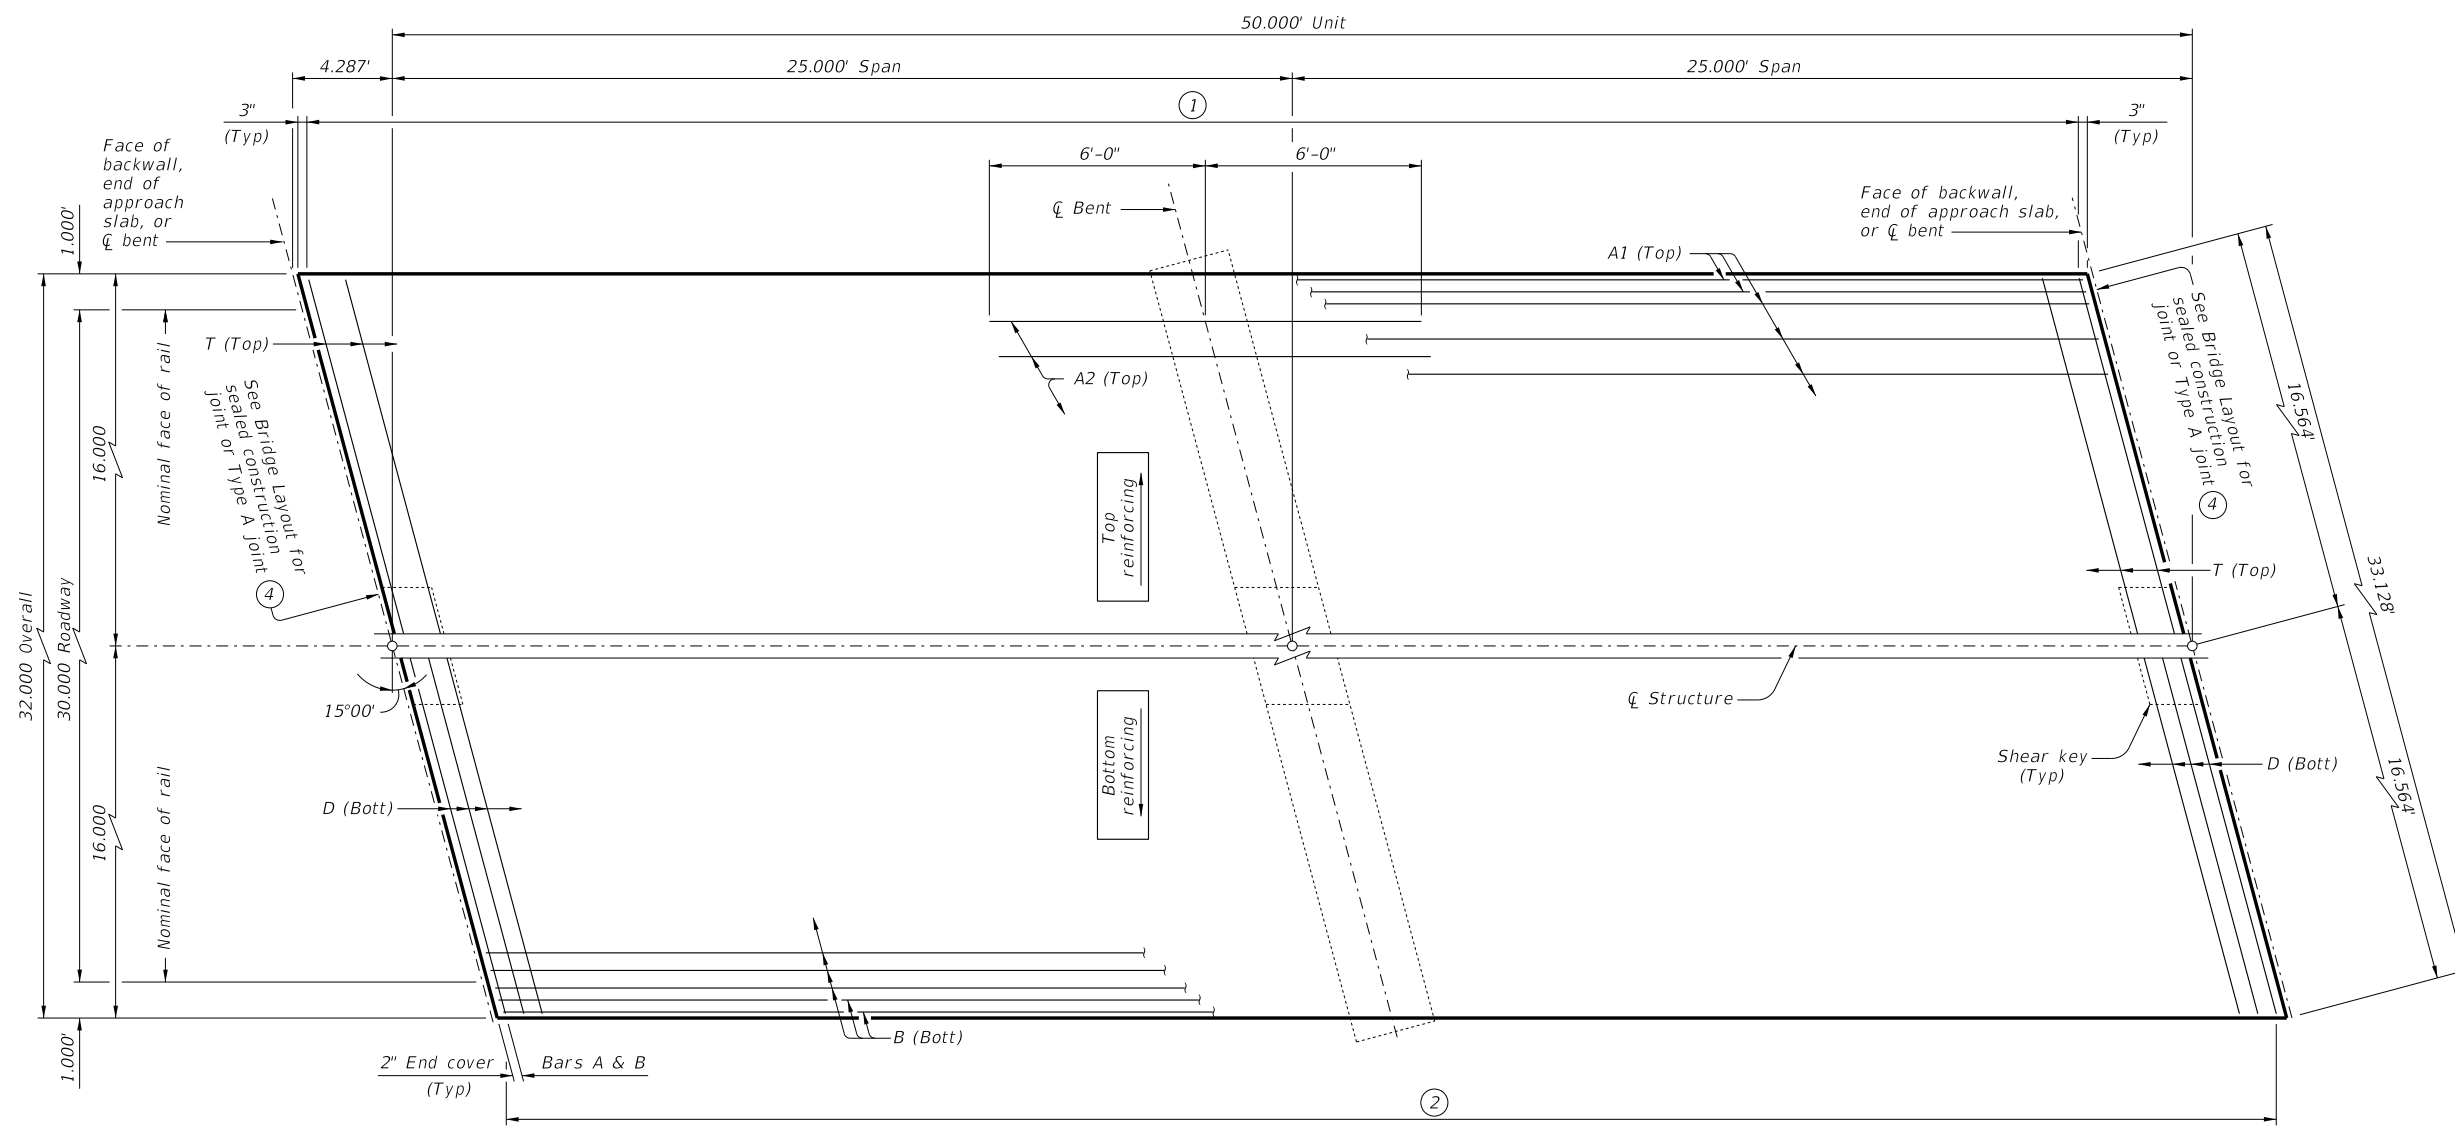 50.000' Unit
4.287'
25.000' Span
25.000' Span
3"
(Typ)
1
3"
(Typ)
Face of
backwall,
end of
approach
slab, or
℄ bent
6'-0"
6'-0"
℄ Bent
Face of backwall,
end of approach slab,
or ℄ bent
1.000'
A1 (Top)
T (Top)
A2 (Top)
See Bridge Layout for
sealed construction
joint or Type A joint
4
See Bridge Layout for
sealed construction
joint or Type A joint
4
16.564'
33.128'
16.564'
16.000
Nominal face of rail
Top
reinforcing
T (Top)
32.000 Overall
30.000 Roadway
15°00'
℄ Structure
Bottom
reinforcing
Shear key
(Typ)
D (Bott)
D (Bott)
16.000
Nominal face of rail
B (Bott)
1.000'
2" End cover
(Typ)
Bars A & B
2